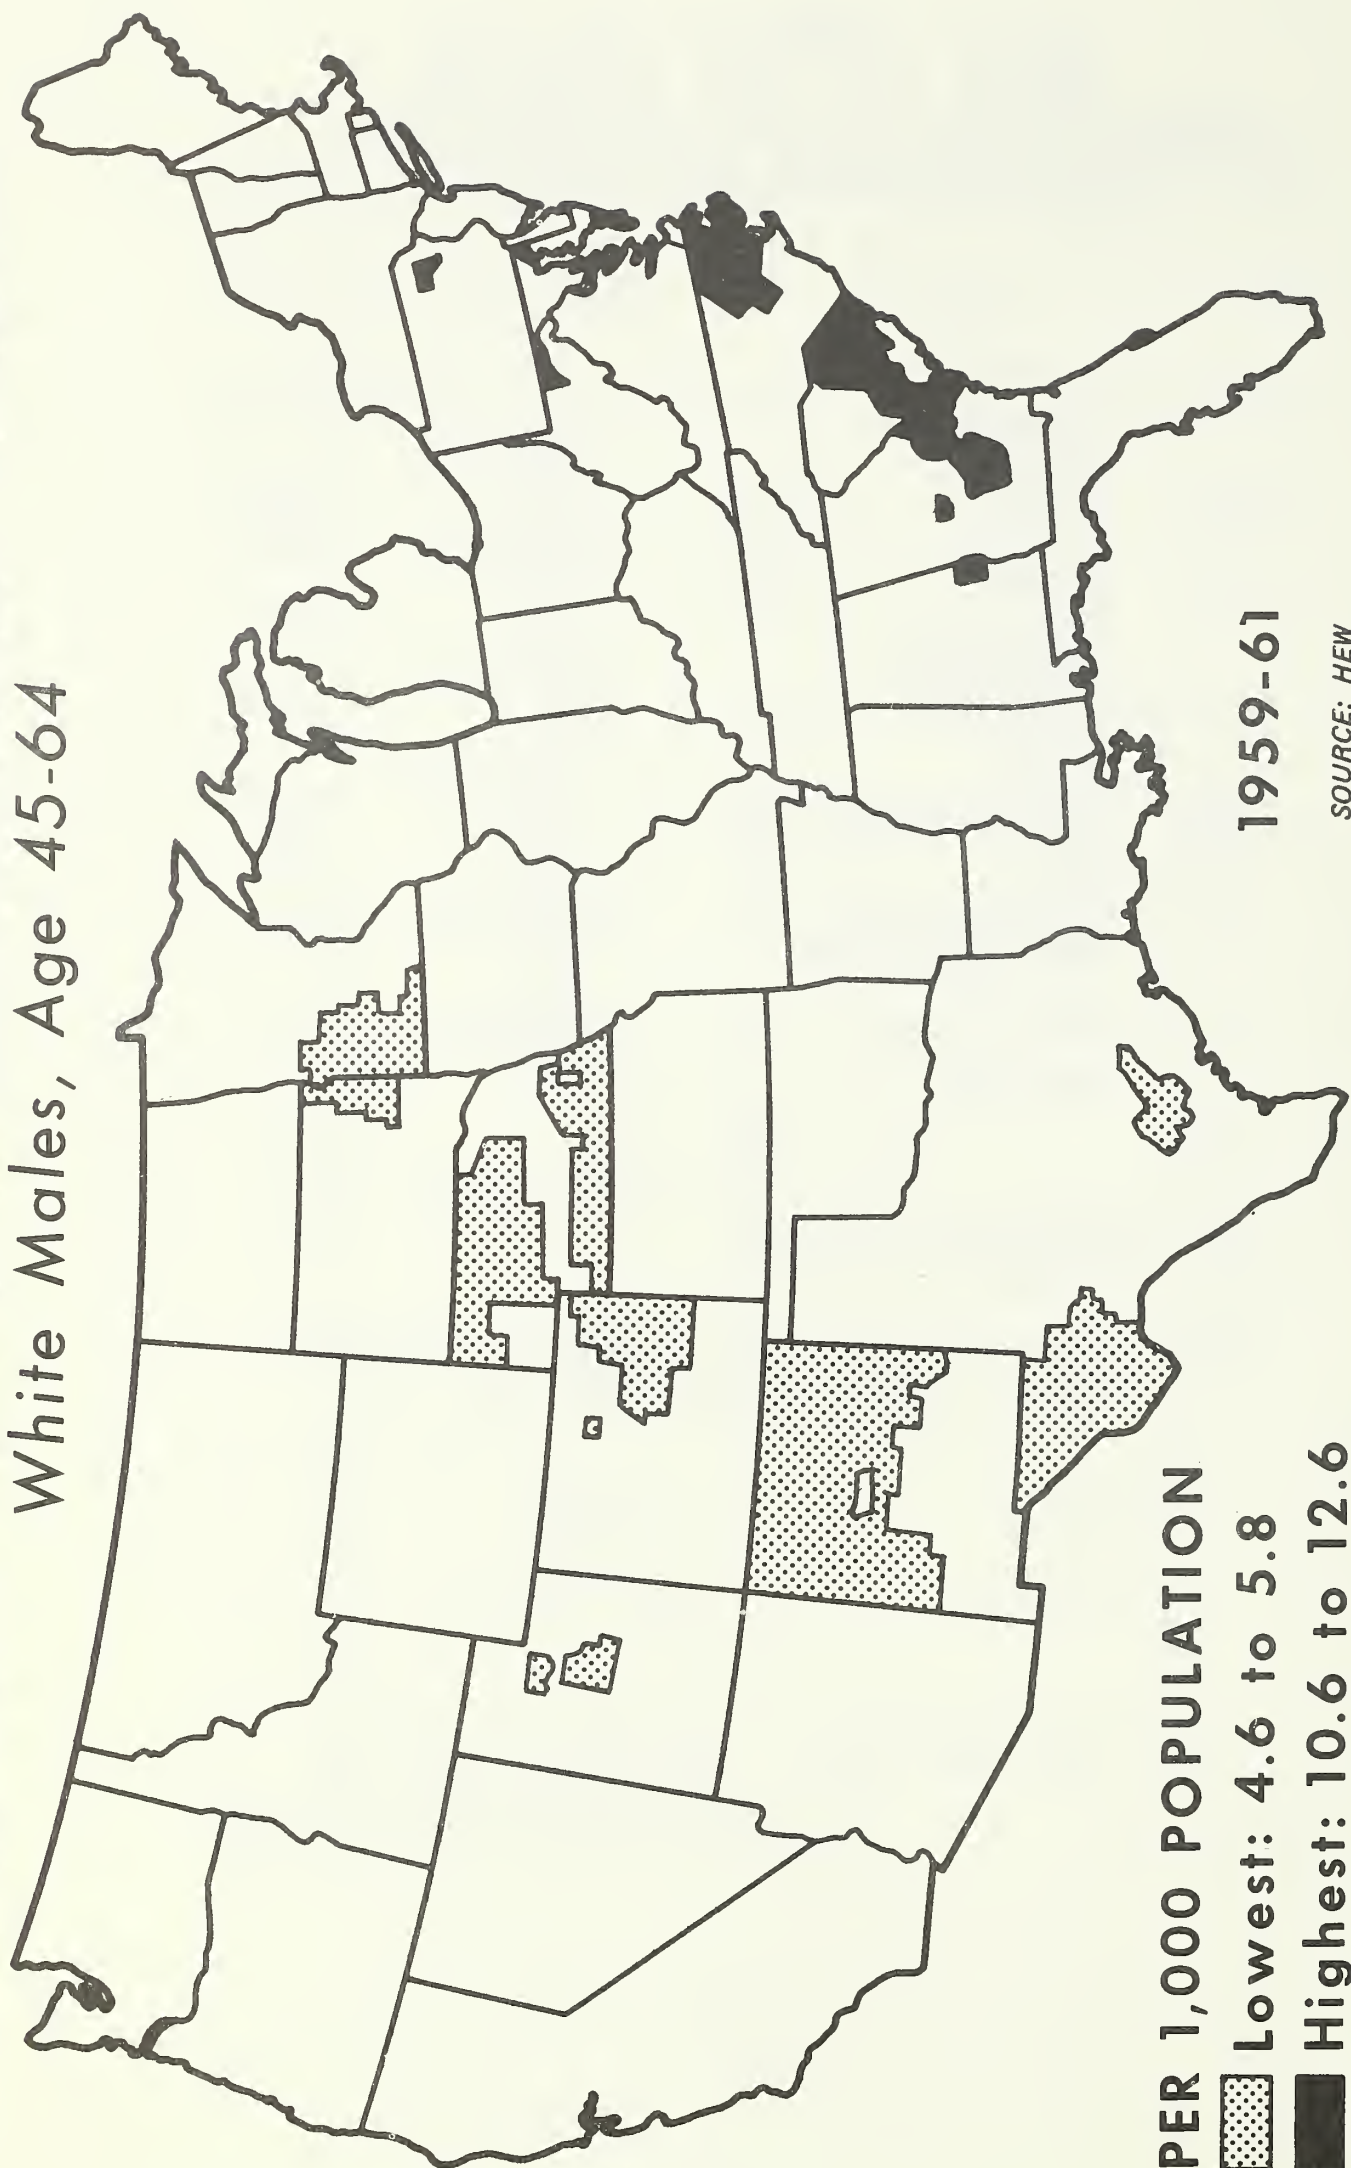 White Males, Age 45-64
PER 1,000 POPULATION
Lowest: 4.6 to 5.8
Highest: 10.6 to 12.6
1959-61
SOURCE: HEW